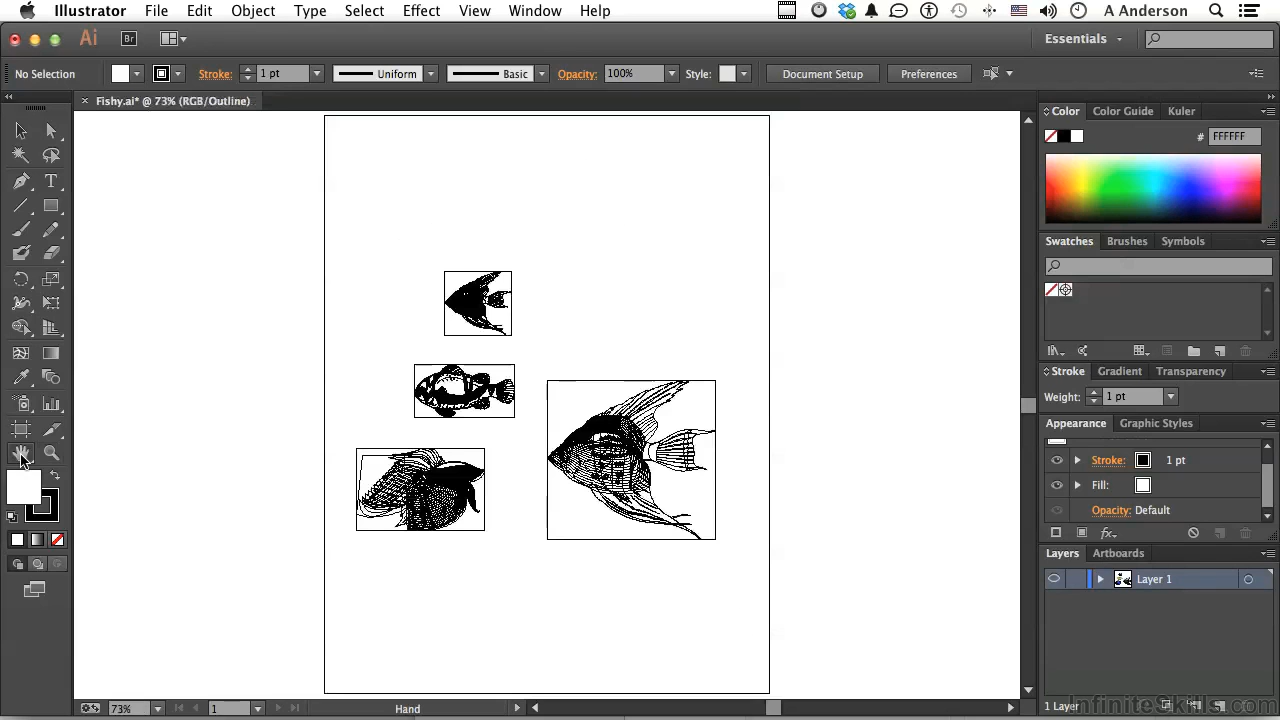 Illustrator File Edit Object Type Select Effect View Window Help A Anderson
Ai Br Essentials
No Selection Stroke: 1 pt Uniform Basic Opacity: 100% Style: Document Setup Preferences
× Fishy.ai* @ 73% (RGB/Outline)
Color Color Guide Kuler
# FFFFFF
Swatches Brushes Symbols
Stroke Gradient Transparency
Weight: 1 pt
Appearance Graphic Styles
Stroke: 1 pt
Fill:
Opacity: Default
fx
Layers Artboards
Layer 1
InfiniteSkills.com
1 Layer
73% 1 Hand